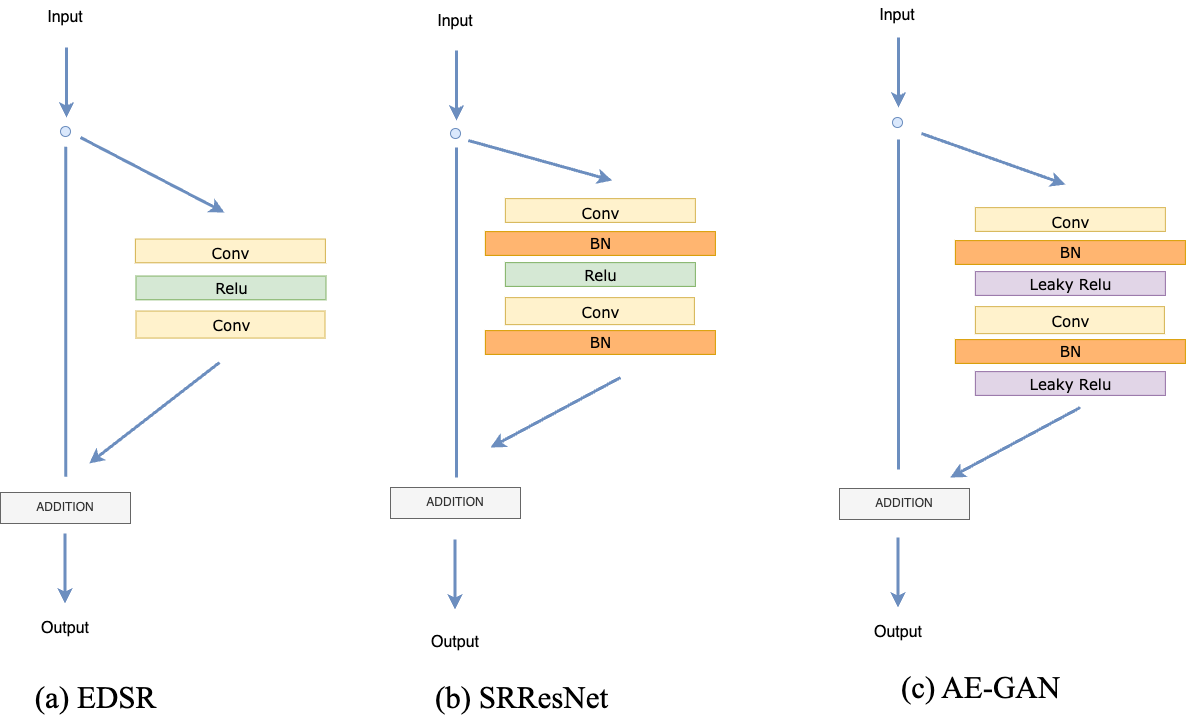 Input
Conv
Relu
Conv
ADDITION
Output
(a) EDSR
Input
Conv
BN
Relu
Conv
BN
ADDITION
Output
(b) SRResNet
Input
Conv
BN
Leaky Relu
Conv
BN
Leaky Relu
ADDITION
Output
(c) AE-GAN